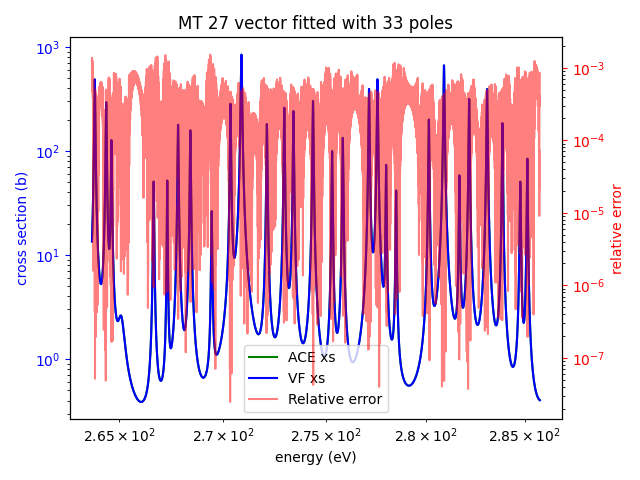 MT 27 vector fitted with 33 poles
10³
10²
10¹
10⁰
cross section (b)
10⁻³
10⁻⁴
10⁻⁵
10⁻⁶
10⁻⁷
relative error
ACE xs
VF xs
Relative error
2.65 × 10² 2.7 × 10² 2.75 × 10² 2.8 × 10² 2.85 × 10²
energy (eV)